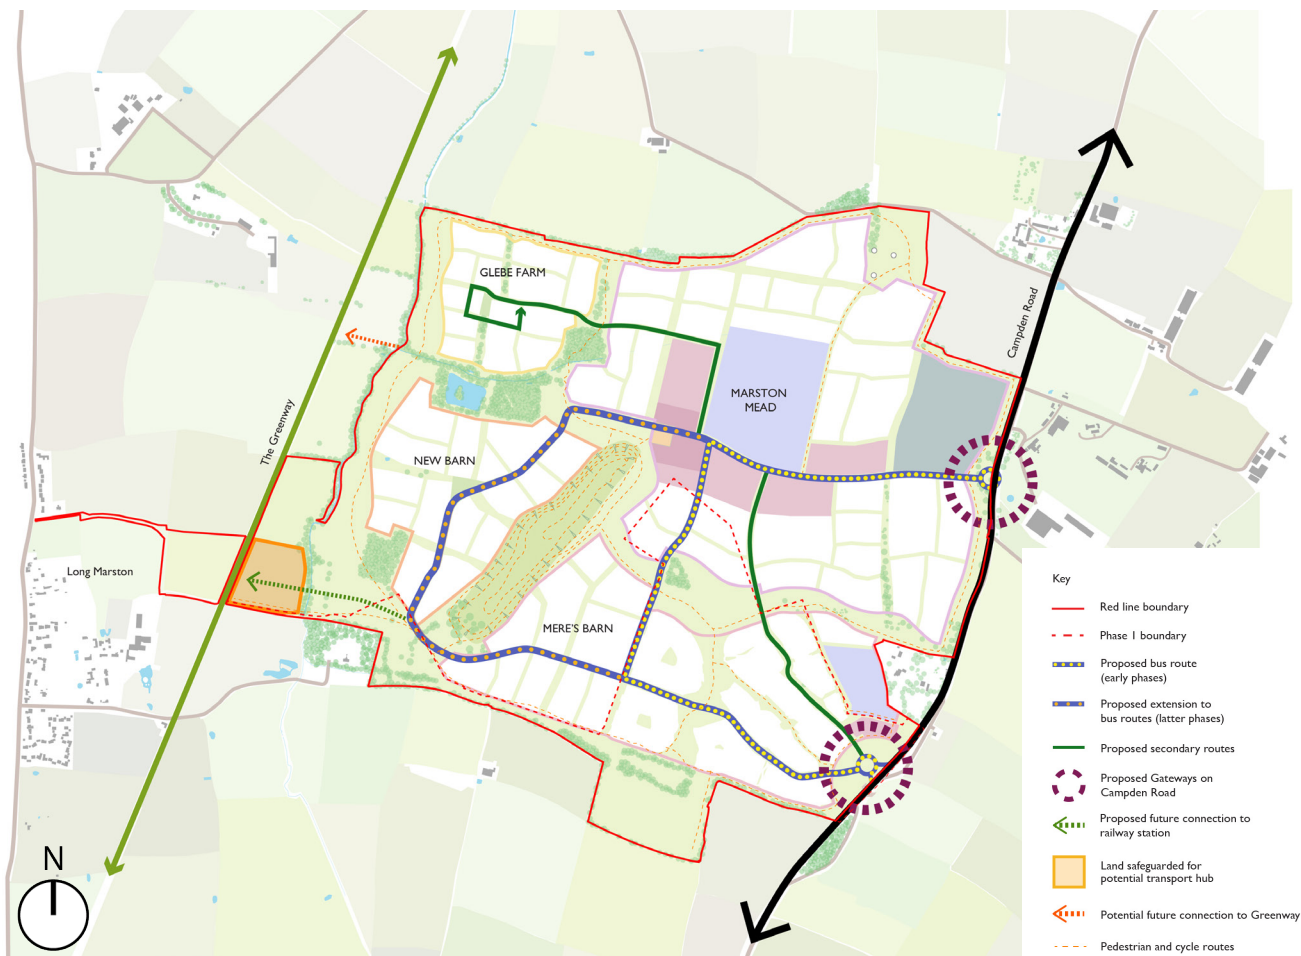 GLEBE FARM
Campden Road
MARSTON
MEAD
The Greenway
NEW BARN
Long Marston
MERE'S BARN
N
Key
Red line boundary
Phase 1 boundary
Proposed bus route
(early phases)
Proposed extension to
bus routes (latter phases)
Proposed secondary routes
Proposed Gateways on
Campden Road
Proposed future connection to
railway station
Land safeguarded for
potential transport hub
Potential future connection to Greenway
Pedestrian and cycle routes